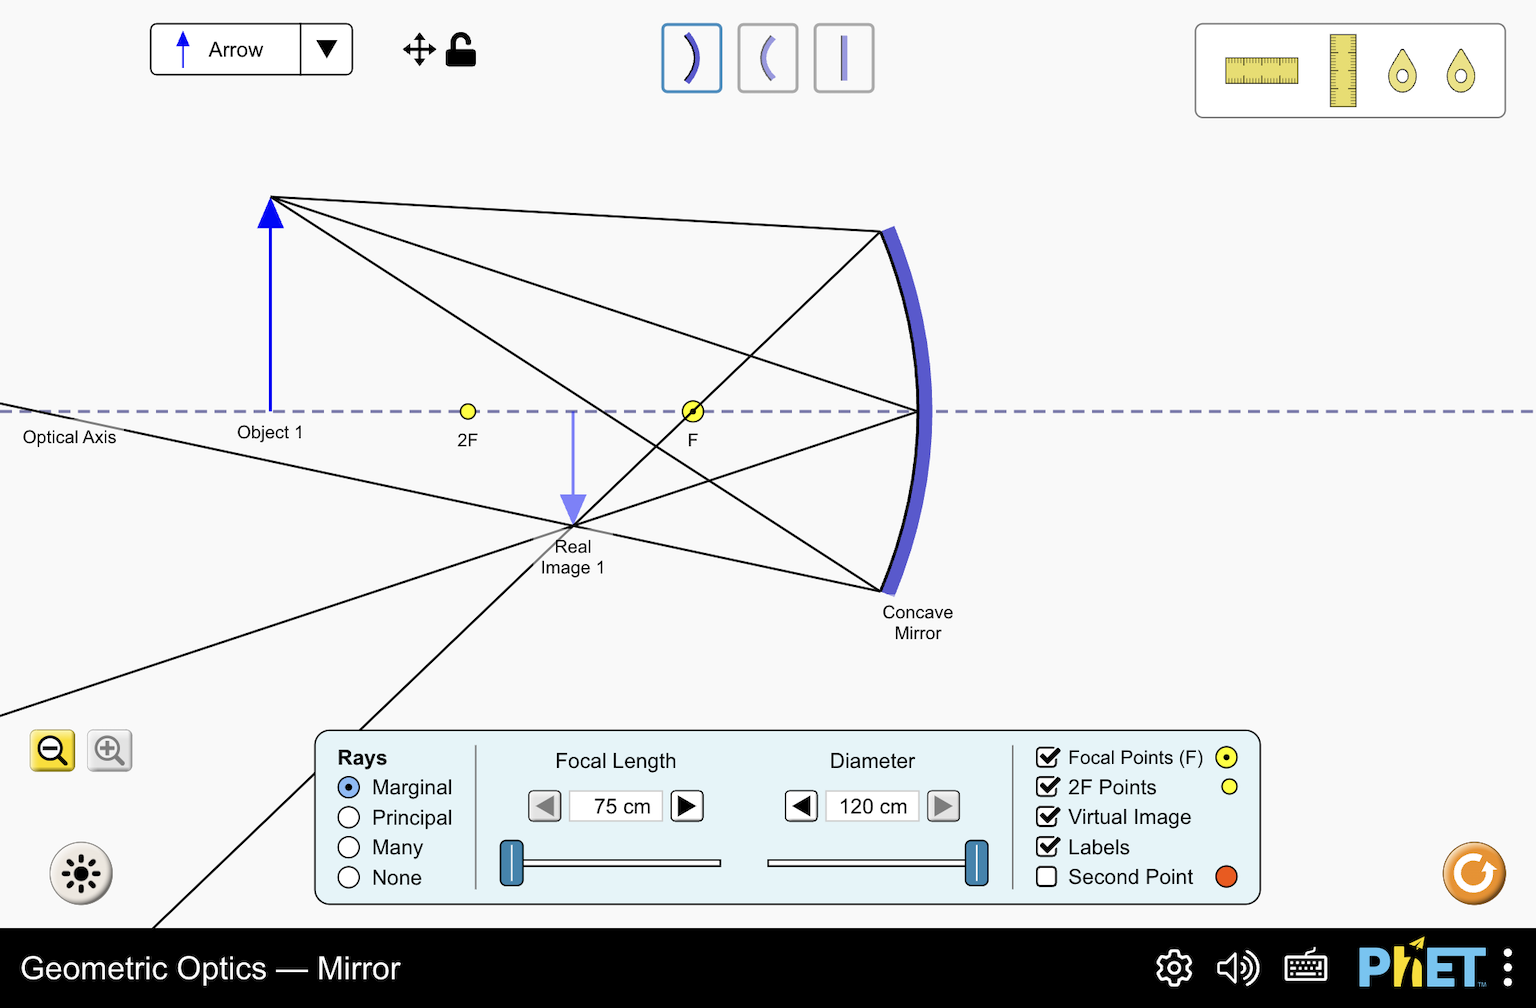 Arrow
Optical Axis
Object 1
2F
F
Real
Image 1
Concave
Mirror
Rays
Marginal
Principal
Many
None
Focal Length
75 cm
Diameter
120 cm
Focal Points (F)
2F Points
Virtual Image
Labels
Second Point
Geometric Optics — Mirror
PhET